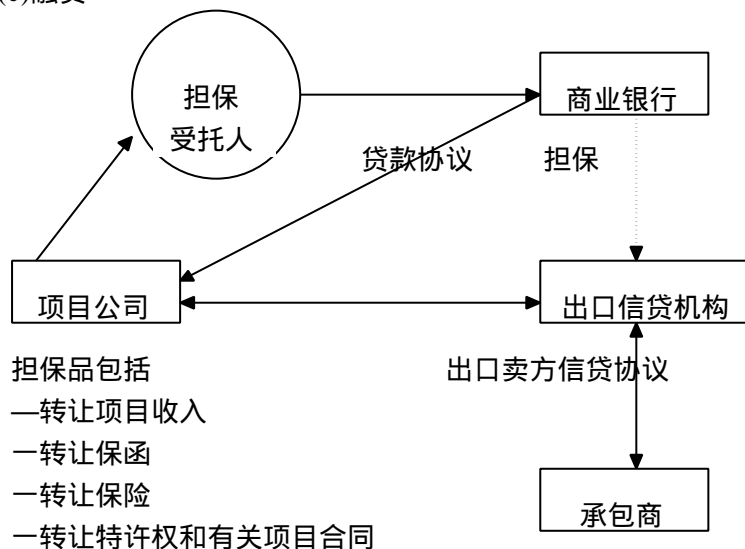 担保
受托人
商业银行
贷款协议
担保
项目公司
出口信贷机构
担保品包括
出口卖方信贷协议
—转让项目收入
一转让保函
一转让保险
一转让特许权和有关项目合同
承包商